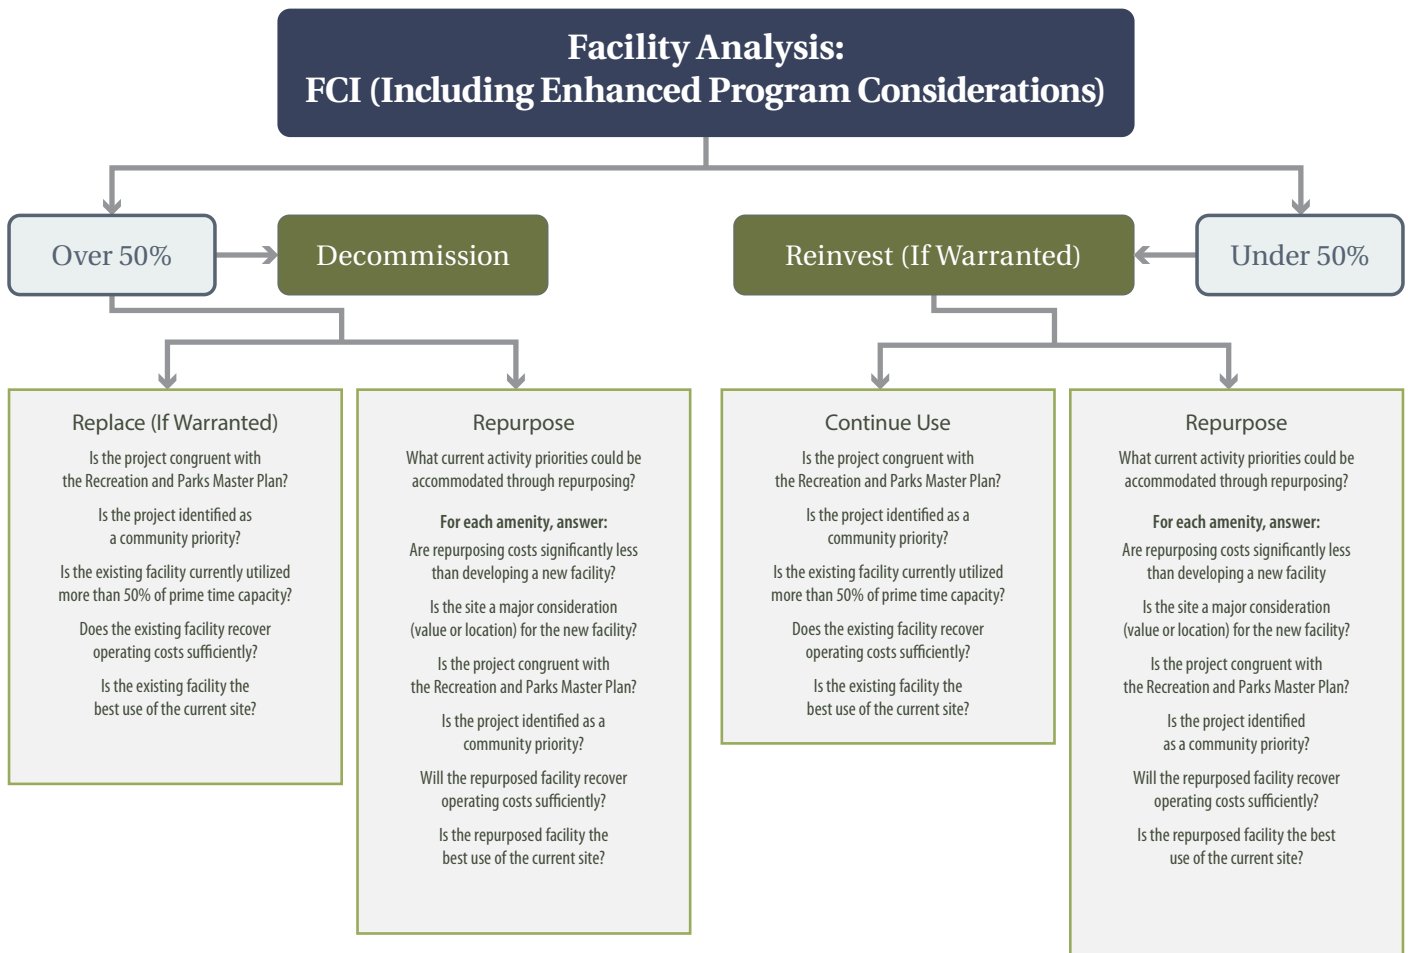 Facility Analysis:
FCI (Including Enhanced Program Considerations)
Over 50%
Decommission
Reinvest (If Warranted)
Under 50%
Replace (If Warranted)
Is the project congruent with
the Recreation and Parks Master Plan?
Is the project identified as
a community priority?
Is the existing facility currently utilized
more than 50% of prime time capacity?
Does the existing facility recover
operating costs sufficiently?
Is the existing facility the
best use of the current site?
Repurpose
What current activity priorities could be
accommodated through repurposing?
For each amenity, answer:
Are repurposing costs significantly less
than developing a new facility?
Is the site a major consideration
(value or location) for the new facility?
Is the project congruent with
the Recreation and Parks Master Plan?
Is the project identified as a
community priority?
Will the repurposed facility recover
operating costs sufficiently?
Is the repurposed facility the
best use of the current site?
Continue Use
Is the project congruent with
the Recreation and Parks Master Plan?
Is the project identified as a
community priority?
Is the existing facility currently utilized
more than 50% of prime time capacity?
Does the existing facility recover
operating costs sufficiently?
Is the existing facility the
best use of the current site?
Repurpose
What current activity priorities could be
accommodated through repurposing?
For each amenity, answer:
Are repurposing costs significantly less
than developing a new facility
Is the site a major consideration
(value or location) for the new facility?
Is the project congruent with
the Recreation and Parks Master Plan?
Is the project identified
as a community priority?
Will the repurposed facility recover
operating costs sufficiently?
Is the repurposed facility the best
use of the current site?